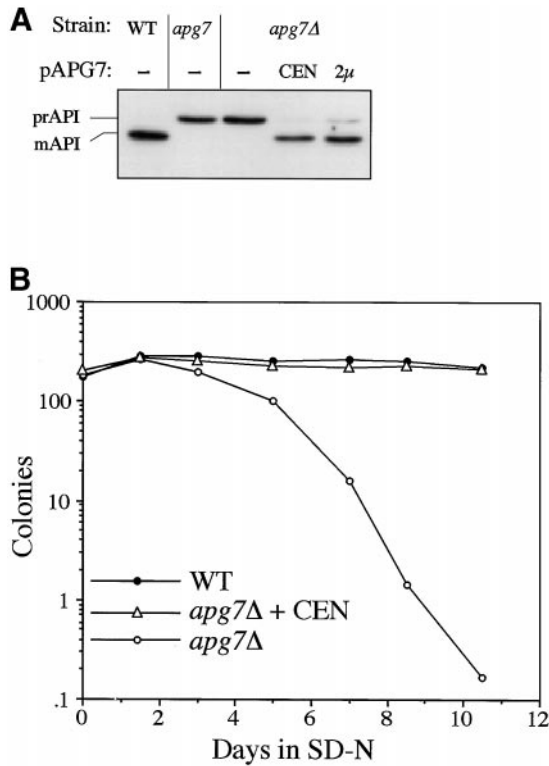 A
Strain: WT apg7 apg7Δ
pAPG7: – – – CEN 2μ
prAPI
mAPI
B
1000
100
10
1
.1
Colonies
WT
apg7Δ + CEN
apg7Δ
0 2 4 6 8 10 12
Days in SD-N